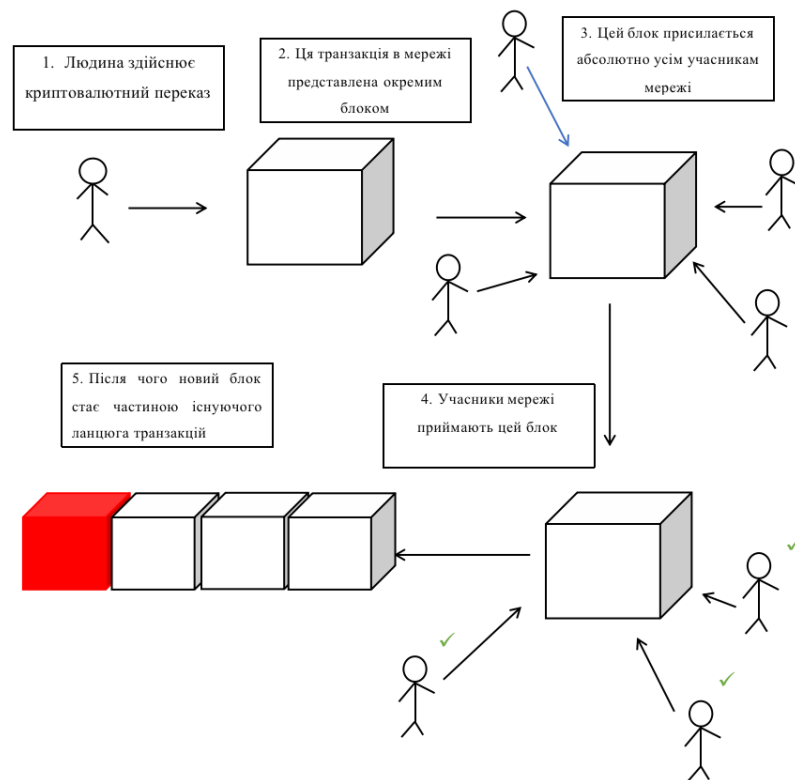 1. Людина здійснює
криптовалютний переказ
2. Ця транзакція в мережі
представлена окремим
блоком
3. Цей блок присилається
абсолютно усім учасникам
мережі
5. Після чого новий блок
стає частиною існуючого
ланцюга транзакцій
4. Учасники мережі
приймають цей блок